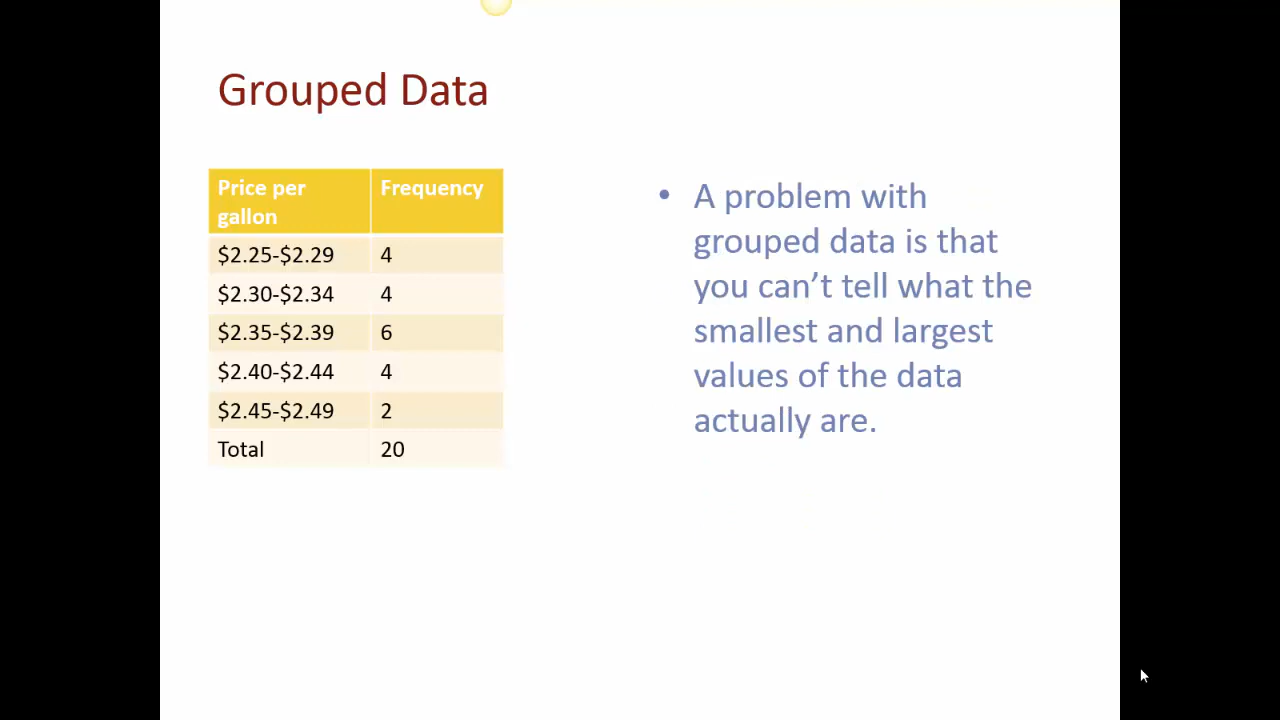 Grouped Data
Price per
gallon
Frequency
$2.25-$2.29 4
$2.30-$2.34 4
$2.35-$2.39 6
$2.40-$2.44 4
$2.45-$2.49 2
Total 20
• A problem with
grouped data is that
you can’t tell what the
smallest and largest
values of the data
actually are.